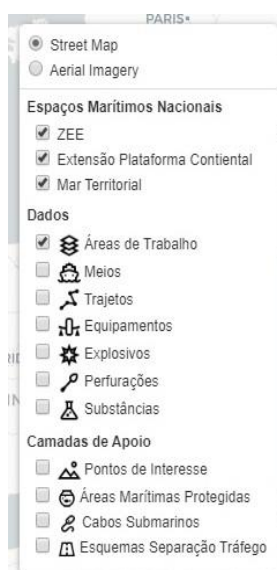 PARIS
Street Map
Aerial Imagery
Espaços Marítimos Nacionais
ZEE
Extensão Plataforma Contiental
Mar Territorial
Dados
Áreas de Trabalho
Meios
Trajetos
Equipamentos
Explosivos
Perfurações
Substâncias
Camadas de Apoio
Pontos de Interesse
Áreas Marítimas Protegidas
Cabos Submarinos
Esquemas Separação Tráfego